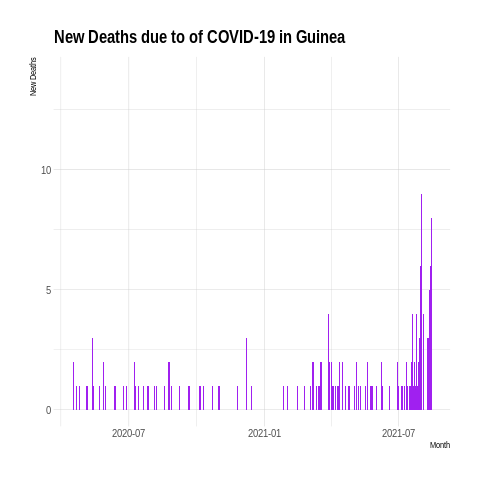 New Deaths due to of COVID-19 in Guinea
New Deaths
10
5
0
2020-07
2021-01
2021-07
Month